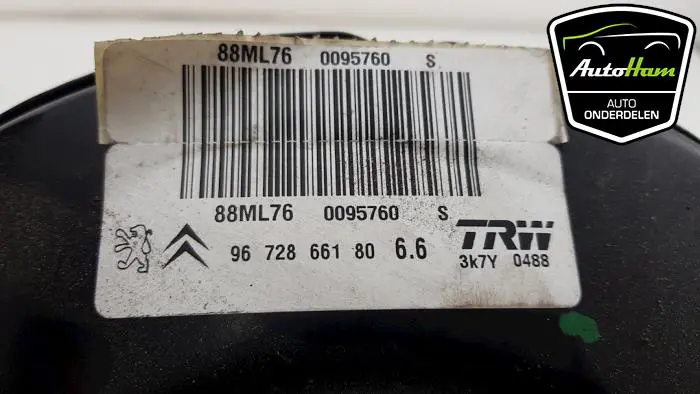 88ML76 0095760 S
88ML76 0095760 S
96 728 661 80 6.6
TRW
3k7Y 0488
AutoHam
AUTO
ONDERDELEN